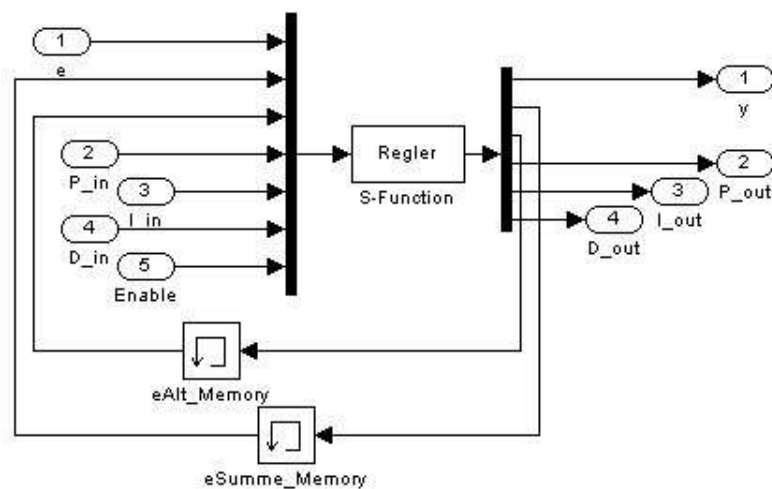 1
e
2
P_in
3
I_in
4
D_in
5
Enable
Regler
S-Function
1
y
2
P_out
3
I_out
4
D_out
eAlt_Memory
eSumme_Memory